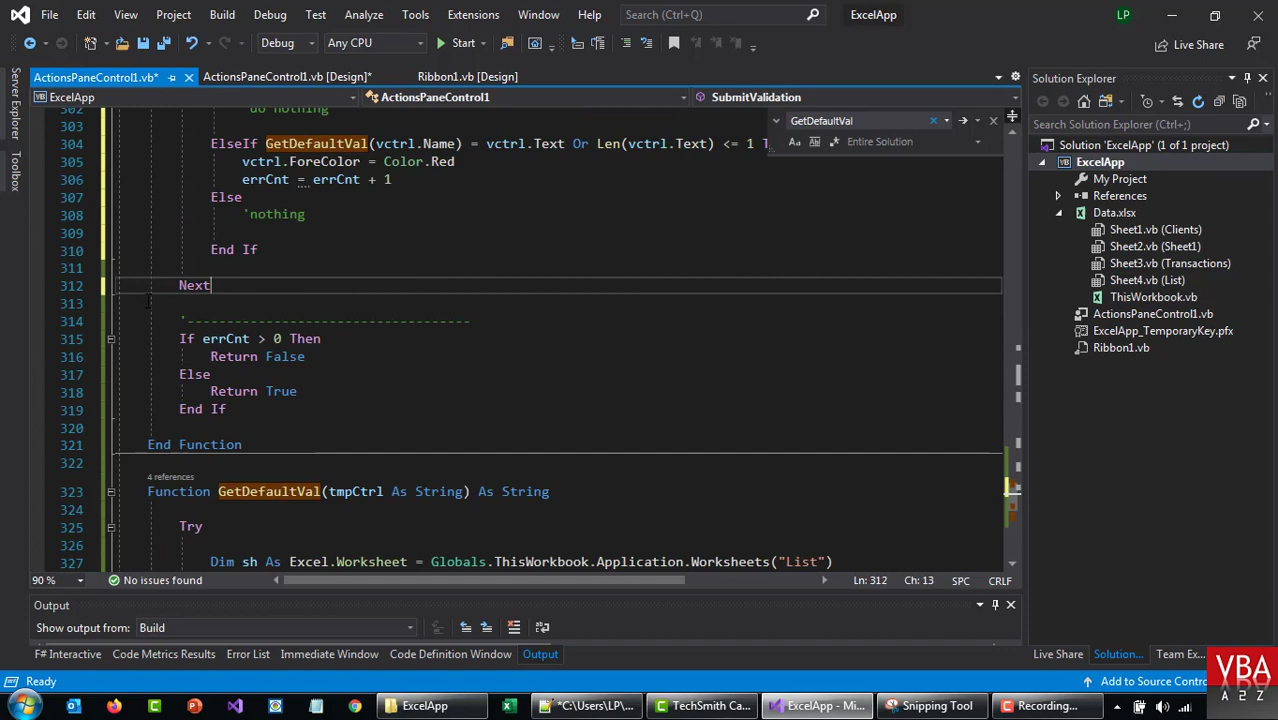 File Edit View Project Build Debug Test Analyze Tools Extensions Window Help Search (Ctrl+Q) ExcelApp LP
Debug Any CPU Start Live Share
ActionsPaneControl1.vb* ActionsPaneControl1.vb [Design]* Ribbon1.vb [Design]
ExcelApp ActionsPaneControl1 SubmitValidation
Server Explorer
Toolbox
GetDefaultVal
Aa Entire Solution
302 'do nothing
303
304 ElseIf GetDefaultVal(vctrl.Name) = vctrl.Text Or Len(vctrl.Text) <= 1 T
305 vctrl.ForeColor = Color.Red
306 errCnt = errCnt + 1
307 Else
308 'nothing
309
310 End If
311
312 Next
313
314 '------------------------------------
315 If errCnt > 0 Then
316 Return False
317 Else
318 Return True
319 End If
320
321 End Function
322
4 references
323 Function GetDefaultVal(tmpCtrl As String) As String
324
325 Try
326
327 Dim sh As Excel.Worksheet = Globals.ThisWorkbook.Application.Worksheets("List")
90 % No issues found Ln: 312 Ch: 13 SPC CRLF
Output
Show output from: Build
F# Interactive Code Metrics Results Error List Immediate Window Code Definition Window Output
Solution Explorer
Search Solution Explorer (Ctrl+;)
Solution 'ExcelApp' (1 of 1 project)
ExcelApp
My Project
References
Data.xlsx
Sheet1.vb (Clients)
Sheet2.vb (Sheet1)
Sheet3.vb (Transactions)
Sheet4.vb (List)
ThisWorkbook.vb
ActionsPaneControl1.vb
ExcelApp_TemporaryKey.pfx
Ribbon1.vb
Live Share Solution... Team Ex...
Ready Add to Source Contro
ExcelApp *C:\Users\LP\... TechSmith Ca... ExcelApp - Mi... Snipping Tool Recording...
VBA
A2Z